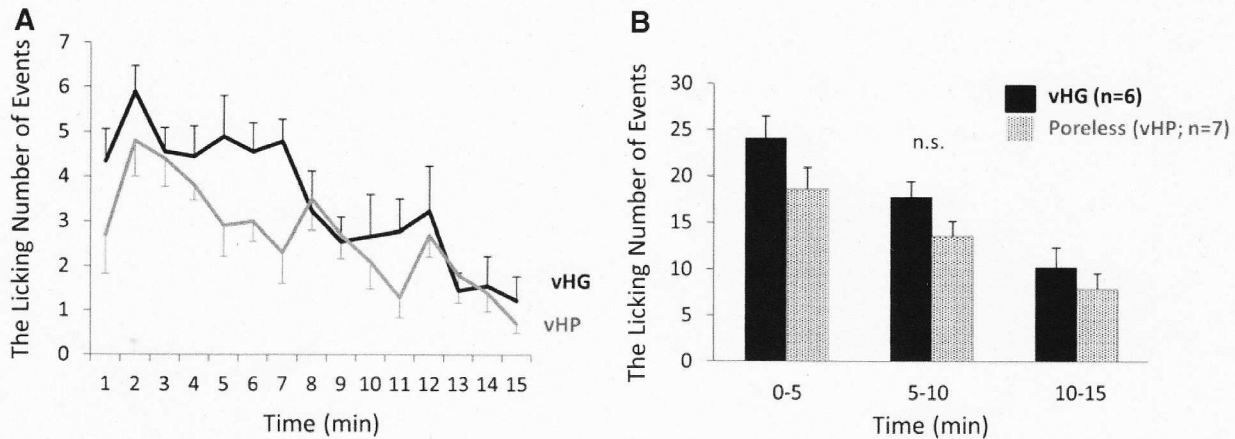 A
The Licking Number of Events
7
6
5
4
3
2
1
0
vHG
vHP
1 2 3 4 5 6 7 8 9 10 11 12 13 14 15
Time (min)
B
The Licking Number of Events
30
25
20
15
10
5
0
vHG (n=6)
Poreless (vHP; n=7)
n.s.
0-5 5-10 10-15
Time (min)